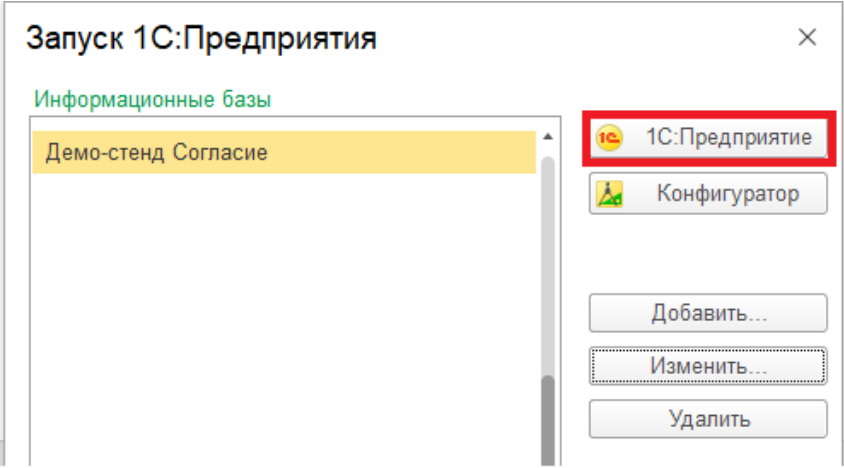 Запуск 1С:Предприятия
Информационные базы
Демо-стенд Согласие
1С:Предприятие
Конфигуратор
Добавить...
Изменить...
Удалить